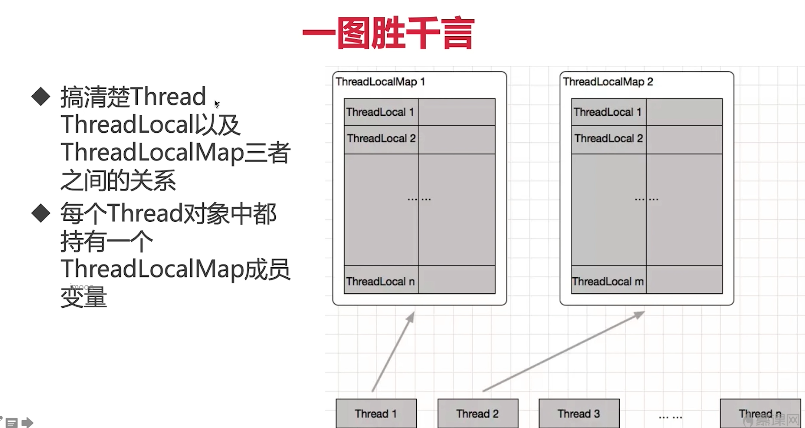 一图胜千言
搞清楚Thread，
ThreadLocal以及
ThreadLocalMap三者
之间的关系
每个Thread对象中都
持有一个
ThreadLocalMap成员
变量
ThreadLocalMap 1
ThreadLocal 1
ThreadLocal 2
... ...
ThreadLocal n
ThreadLocalMap 2
ThreadLocal 1
ThreadLocal 2
... ...
ThreadLocal m
Thread 1
Thread 2
Thread 3
... ...
Thread n
慕课网